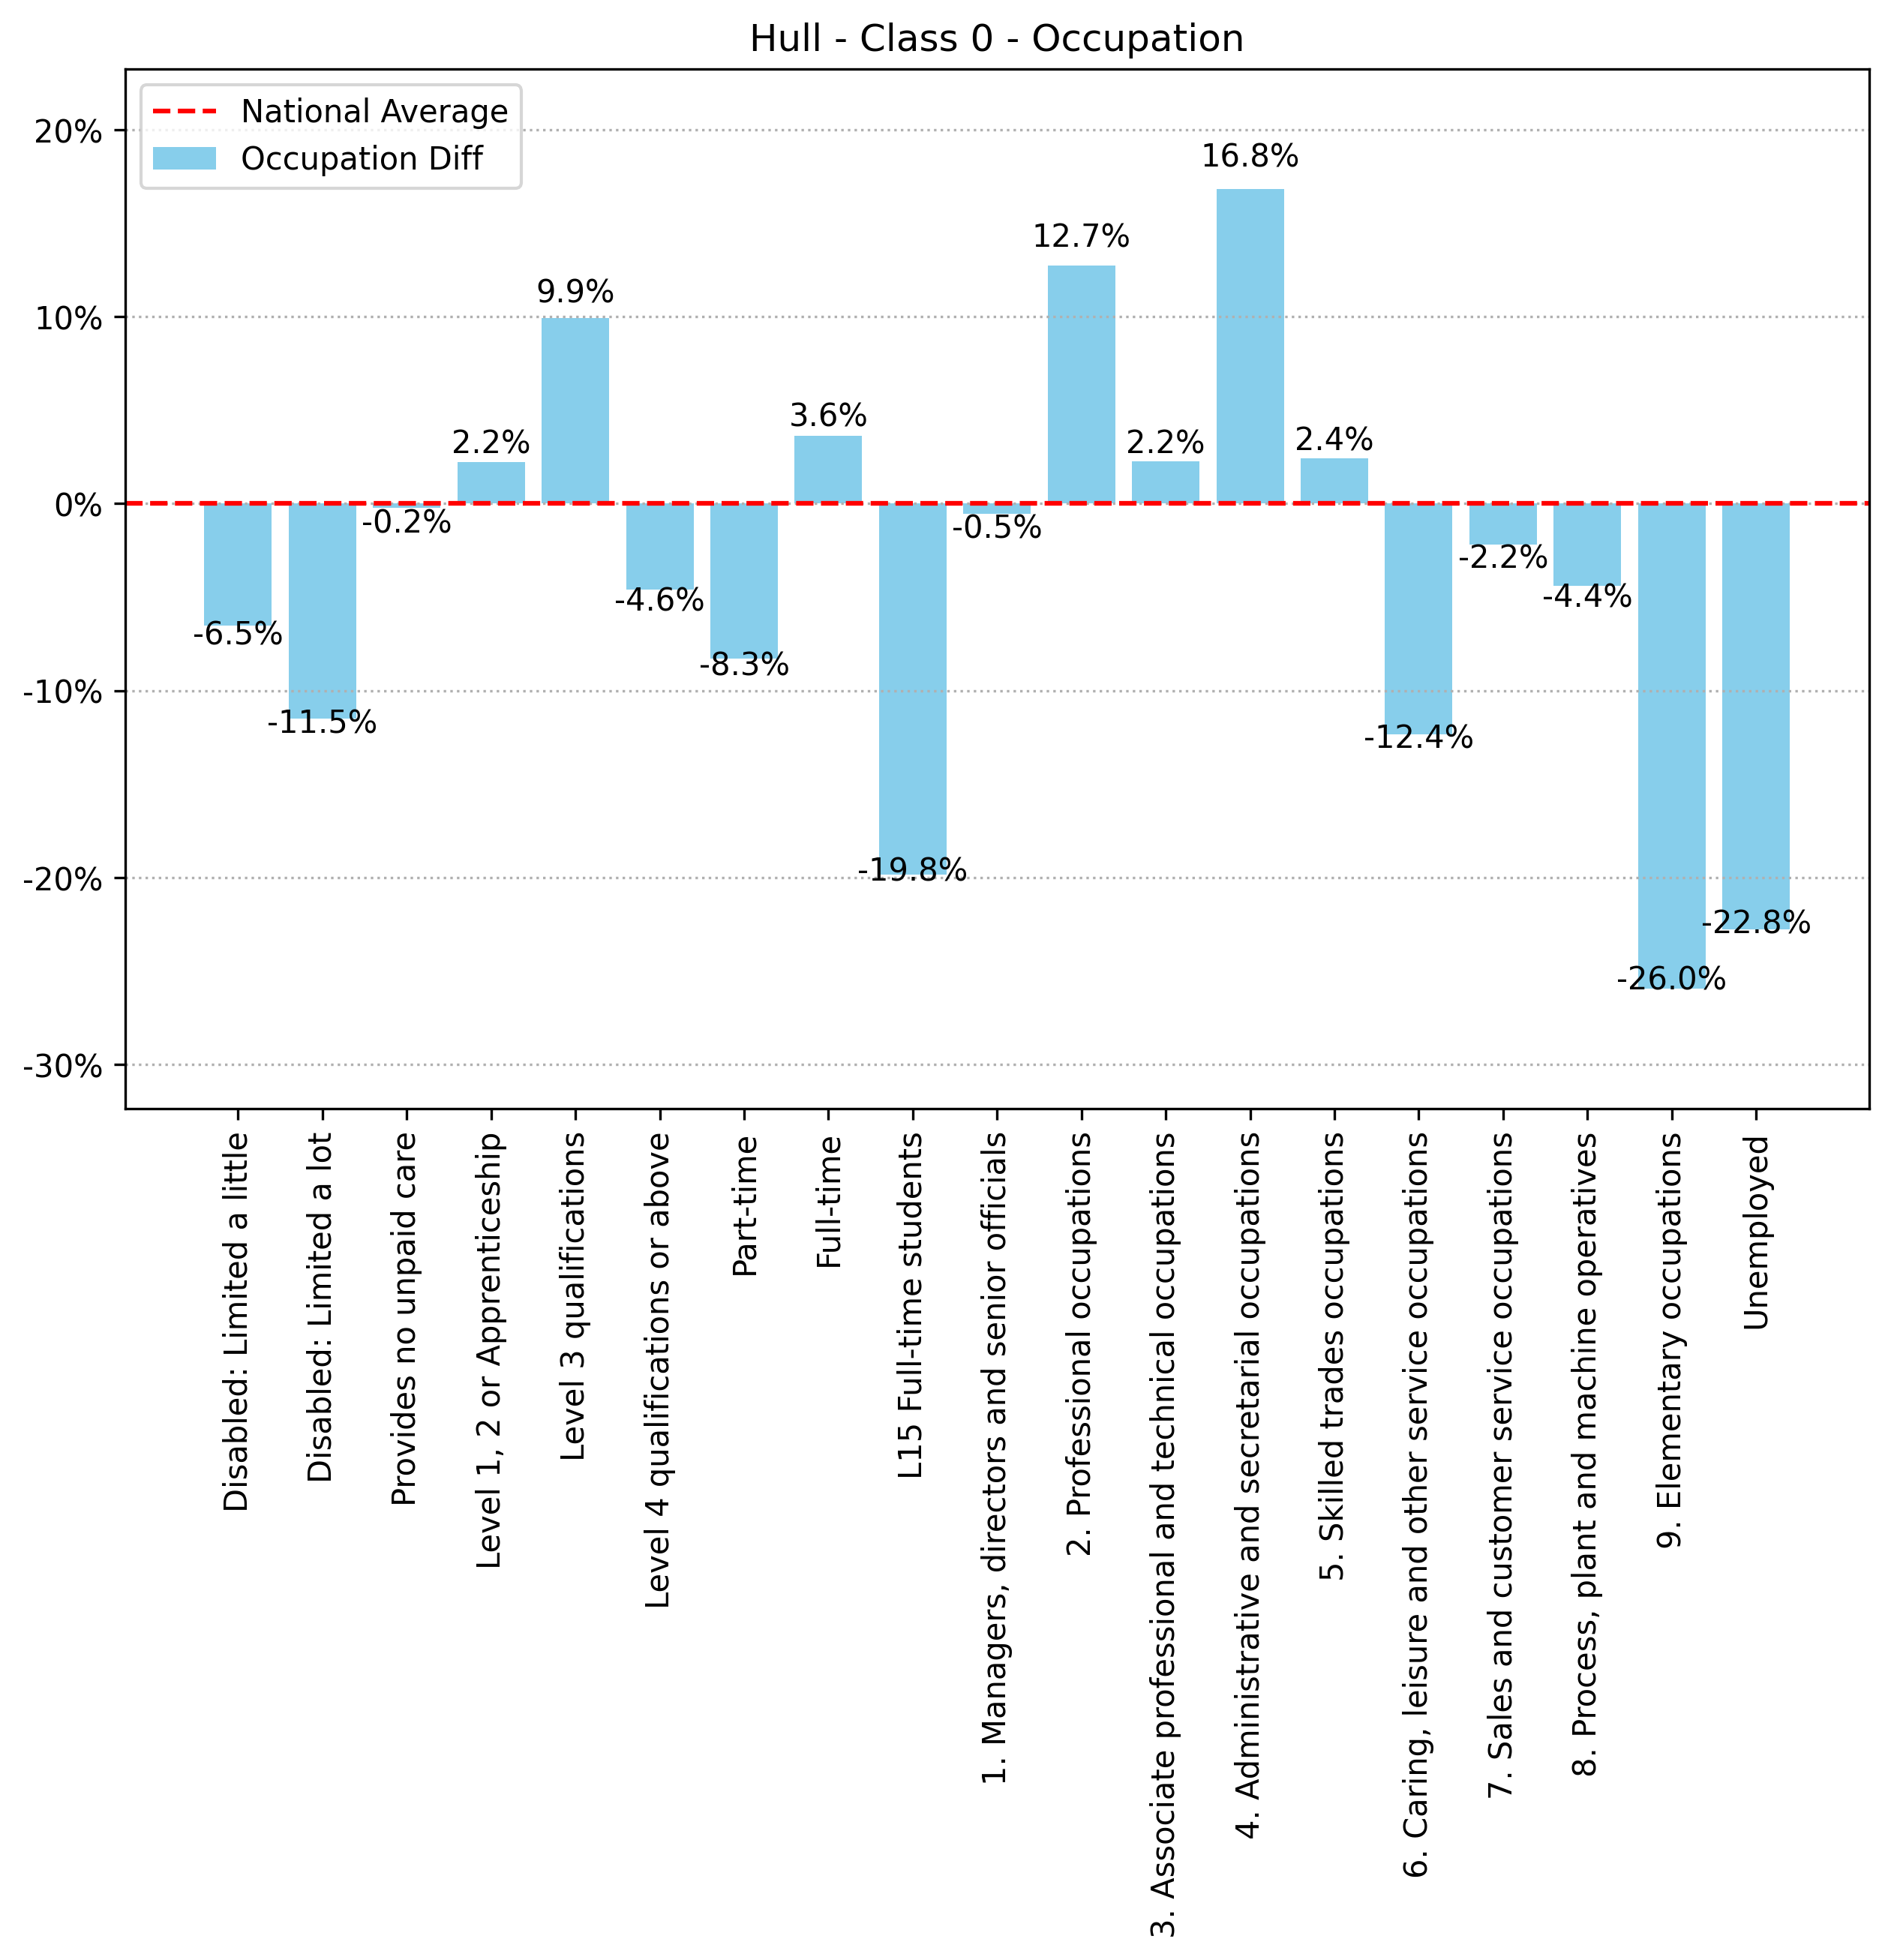 Hull - Class 0 - Occupation
National Average
Occupation Diff
20%
10%
0%
-10%
-20%
-30%
-6.5%
-11.5%
-0.2%
2.2%
9.9%
-4.6%
-8.3%
3.6%
-19.8%
-0.5%
12.7%
2.2%
16.8%
2.4%
-12.4%
-2.2%
-4.4%
-26.0%
-22.8%
Disabled: Limited a little
Disabled: Limited a lot
Provides no unpaid care
Level 1, 2 or Apprenticeship
Level 3 qualifications
Level 4 qualifications or above
Part-time
Full-time
L15 Full-time students
1. Managers, directors and senior officials
2. Professional occupations
3. Associate professional and technical occupations
4. Administrative and secretarial occupations
5. Skilled trades occupations
6. Caring, leisure and other service occupations
7. Sales and customer service occupations
8. Process, plant and machine operatives
9. Elementary occupations
Unemployed